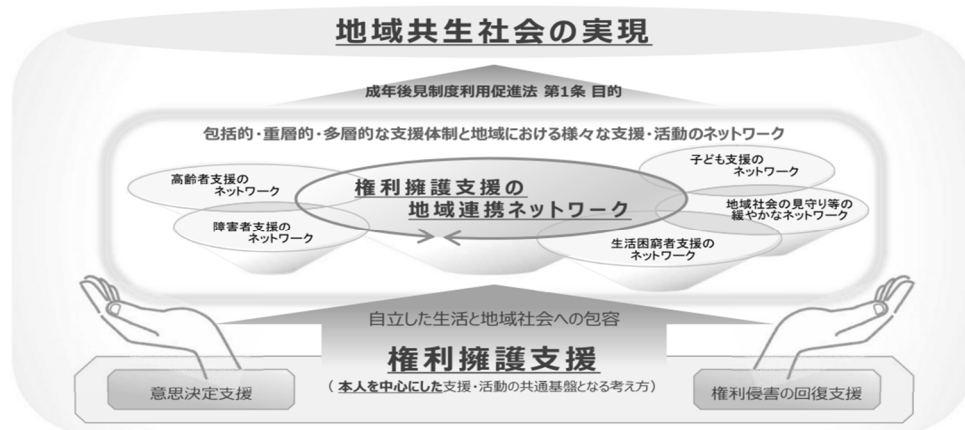 地域共生社会の実現
成年後見制度利用促進法 第1条 目的
包括的・重層的・多層的な支援体制と地域における様々な支援・活動のネットワーク
高齢者支援の
ネットワーク
障害者支援の
ネットワーク
権利擁護支援の
地域連携ネットワーク
子ども支援の
ネットワーク
地域社会の見守り等の
緩やかなネットワーク
生活困窮者支援の
ネットワーク
自立した生活と地域社会への包容
権利擁護支援
（本人を中心にした支援・活動の共通基盤となる考え方）
意思決定支援
権利侵害の回復支援